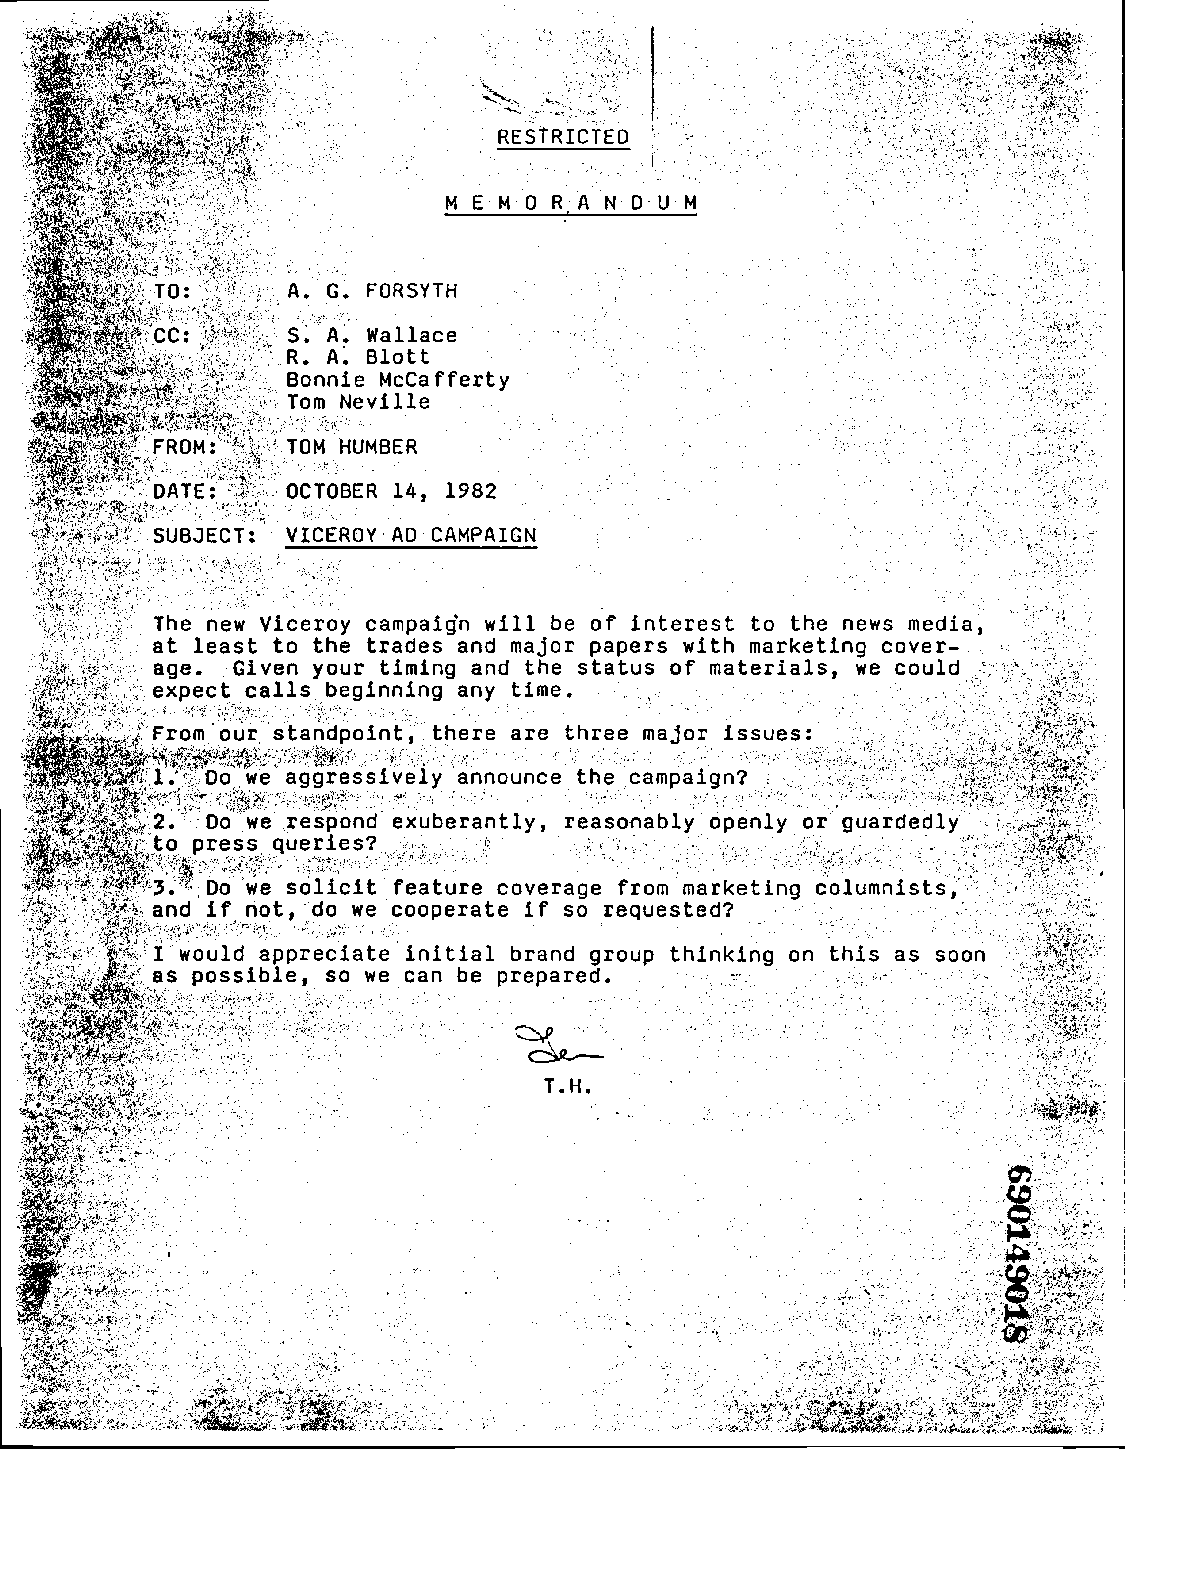 RESTRICTED
M E M O R A N D U M
TO: A. G. FORSYTH
CC: S. A. Wallace
R. A. Blott
Bonnie McCafferty
Tom Neville
FROM: TOM HUMBER
DATE: OCTOBER 14, 1982
SUBJECT: VICEROY AD CAMPAIGN
The new Viceroy campaign will be of interest to the news media,
at least to the trades and major papers with marketing cover-
age. Given your timing and the status of materials, we could
expect calls beginning any time.
From our standpoint, there are three major issues:
1. Do we aggressively announce the campaign?
2. Do we respond exuberantly, reasonably openly or guardedly
to press queries?
3. Do we solicit feature coverage from marketing columnists,
and if not, do we cooperate if so requested?
I would appreciate initial brand group thinking on this as soon
as possible, so we can be prepared.
T.H.
690149018